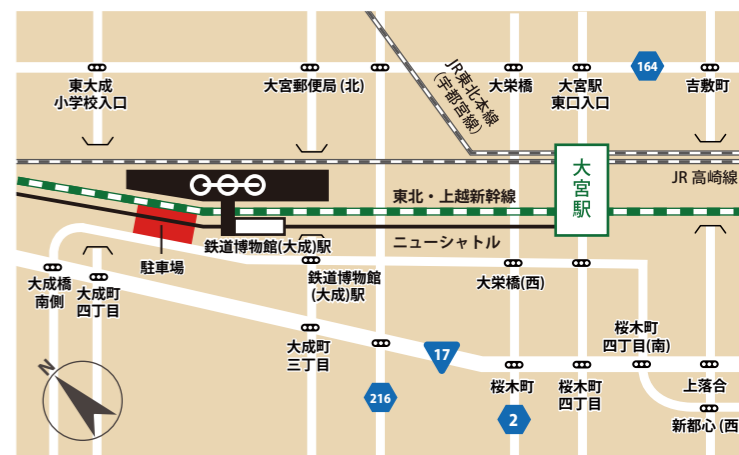 東大成
小学校入口
大宮郵便局 (北)
JR東北本線
(宇都宮線)
大栄橋
大宮駅
東口入口
164
吉敷町
大宮駅
JR 高崎線
東北・上越新幹線
鉄道博物館(大成)駅
ニューシャトル
駐車場
大成橋
南側
大成町
四丁目
鉄道博物館
(大成)駅
大栄橋(西)
大成町
三丁目
17
桜木町
四丁目(南)
N
216
桜木町
2
桜木町
四丁目
上落合
新都心 (西